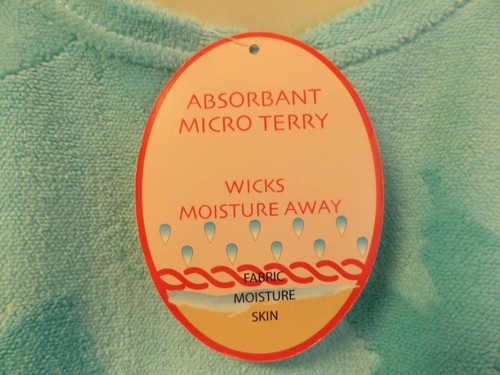 ABSORBANT
MICRO TERRY
WICKS
MOISTURE AWAY
FABRIC
MOISTURE
SKIN